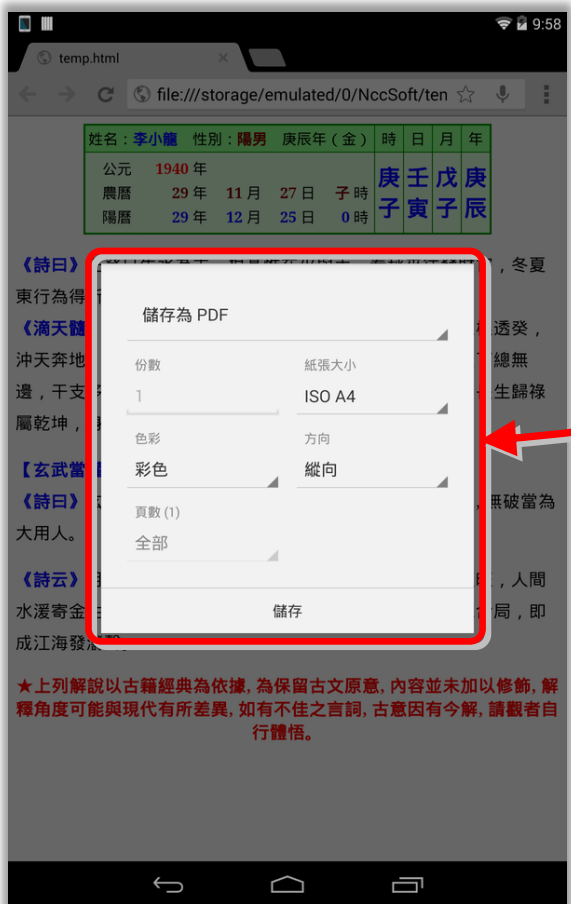 9:58
temp.html
file:///storage/emulated/0/NccSoft/ten
姓名：李小龍 性別：陽男 庚辰年（金） 時 日 月 年
公元 1940 年
農曆 29 年 11 月 27 日 子 時
陽曆 29 年 12 月 25 日 0 時
庚 壬 戊 庚
子 寅 子 辰
《詩曰》 ，冬夏
東行為得
《滴天髓 透癸，
沖天奔地 總無
邊，干支 生歸祿
屬乾坤，
【玄武當
《詩曰》 ，無破當為
大用人。
《詩云》 ，人間
水湲寄金 局，即
成江海發
儲存為 PDF
份數 紙張大小
1 ISO A4
色彩 方向
彩色 縱向
頁數 (1)
全部
儲存
★上列解說以古籍經典為依據, 為保留古文原意, 內容並未加以修飾, 解
釋角度可能與現代有所差異, 如有不佳之言詞, 古意因有今解, 請觀者自
行體悟。